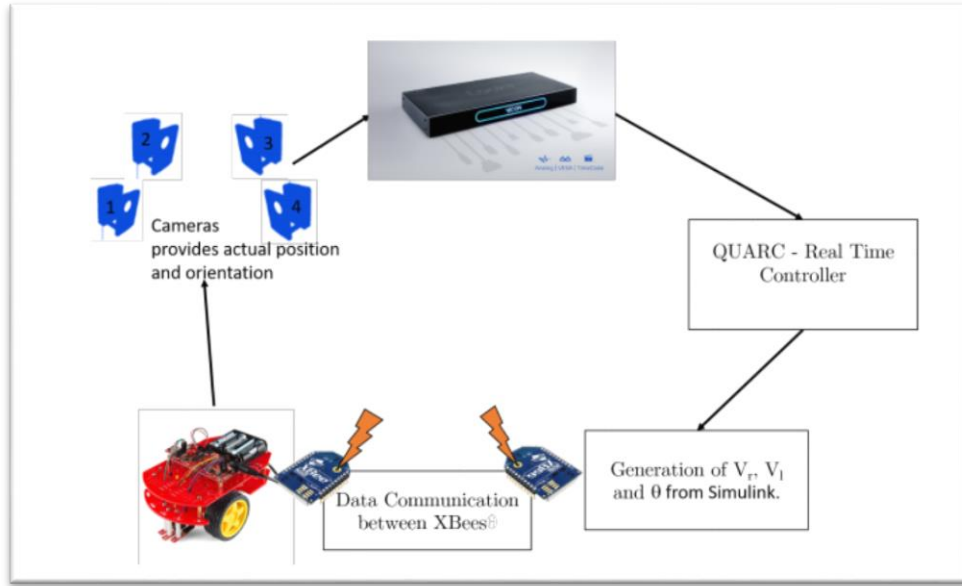 2
3
1
4
Cameras
provides actual position
and orientation
QUARC - Real Time
Controller
Generation of Vᵣ, Vₗ
and θ from Simulink.
XBee
Data Communication
between XBees